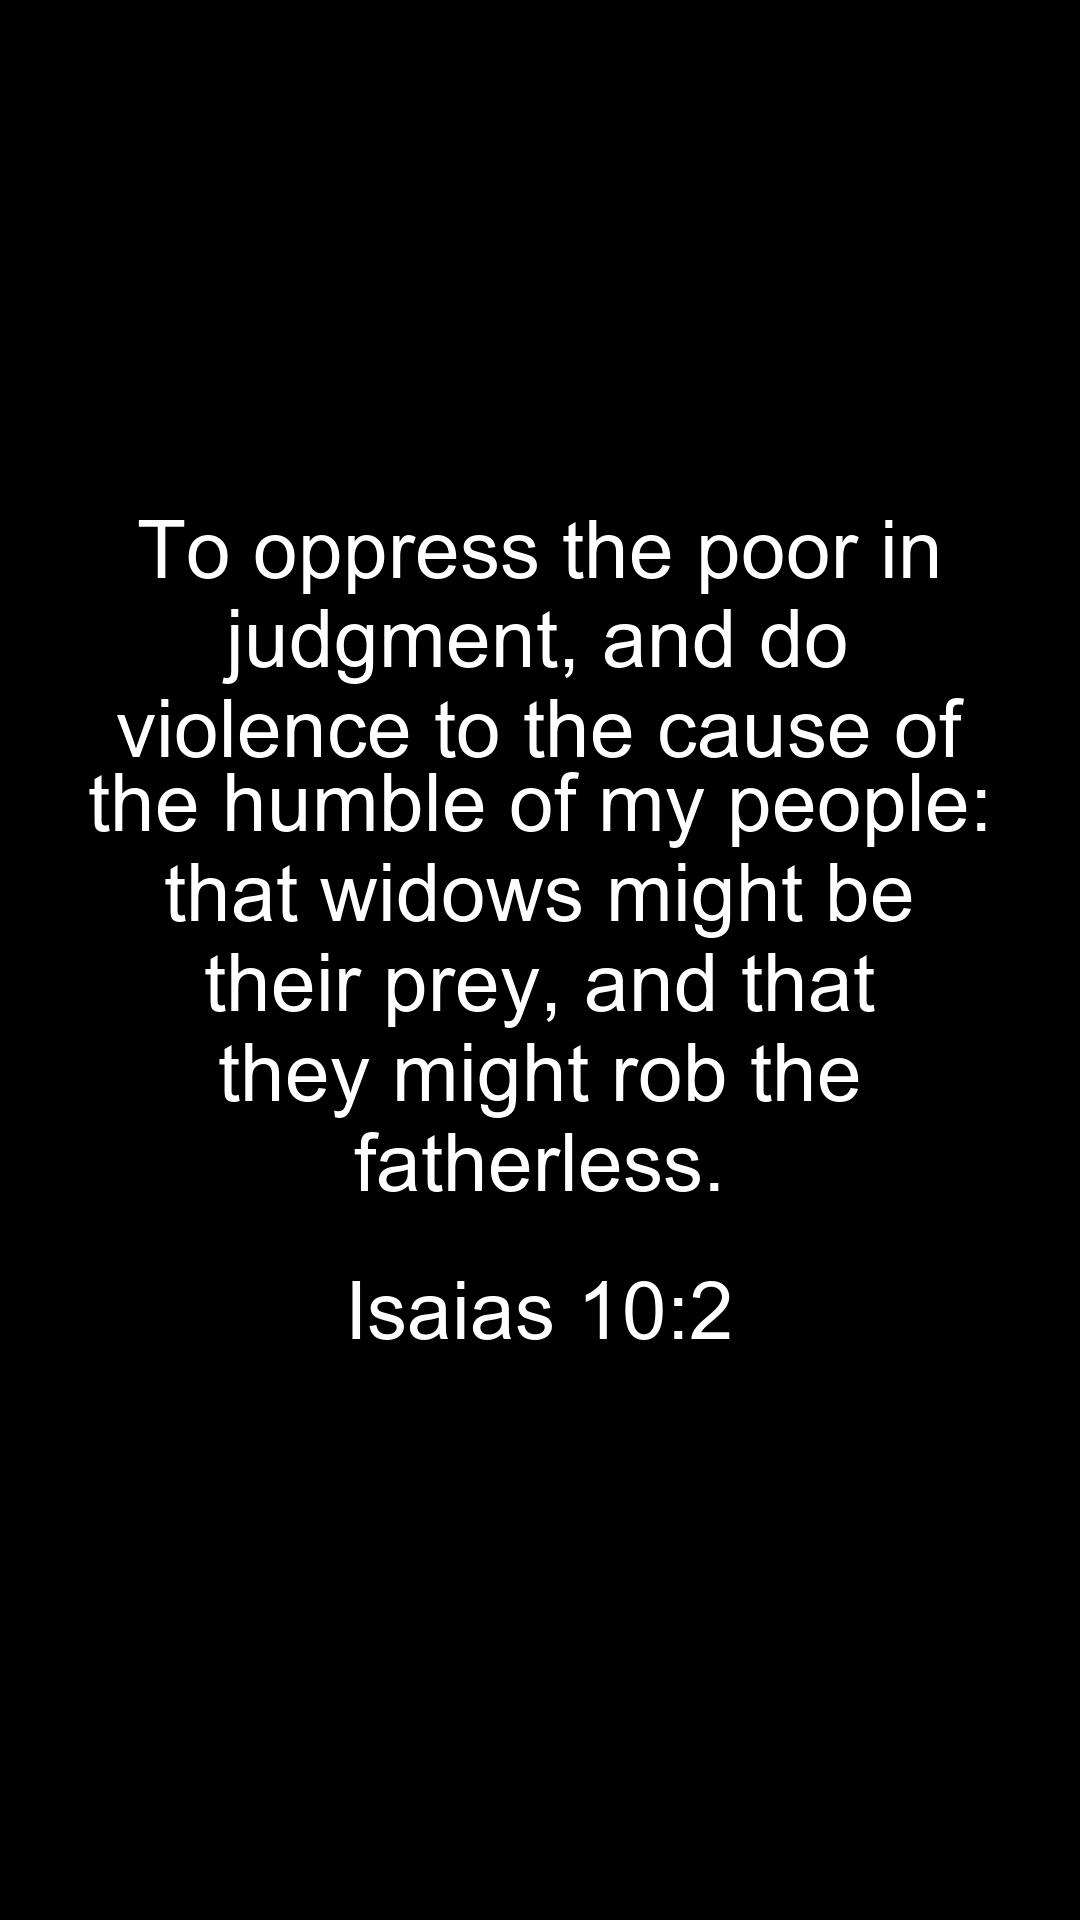 To oppress the poor in
judgment, and do
violence to the cause of
the humble of my people:
that widows might be
their prey, and that
they might rob the
fatherless.
Isaias 10:2